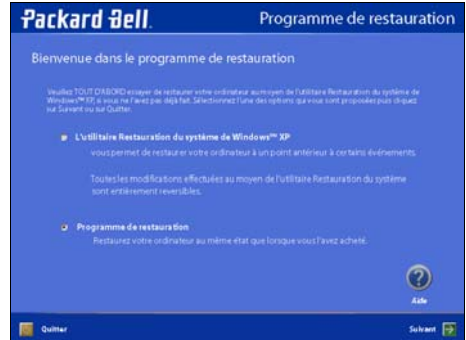 Packard Bell.
Programme de restauration
Bienvenue dans le programme de restauration
Veuillez TOUT D'ABORD essayer de restaurer votre ordinateur au moyen de l'utilitaire Restauration du système de
Windows™ XP, si vous ne l'avez pas déjà fait. Sélectionnez l'une des options qui vous sont proposées puis cliquez
sur Suivant ou sur Quitter.
L'utilitaire Restauration du système de Windows™ XP
vous permet de restaurer votre ordinateur à un point antérieur à certains événements.
Toutes les modifications effectuées au moyen de l'utilitaire Restauration du système
sont entièrement reversibles.
Programme de restauration
Restaurez votre ordinateur au même état que lorsque vous l'avez acheté.
?
Aide
Quitter
Suivant